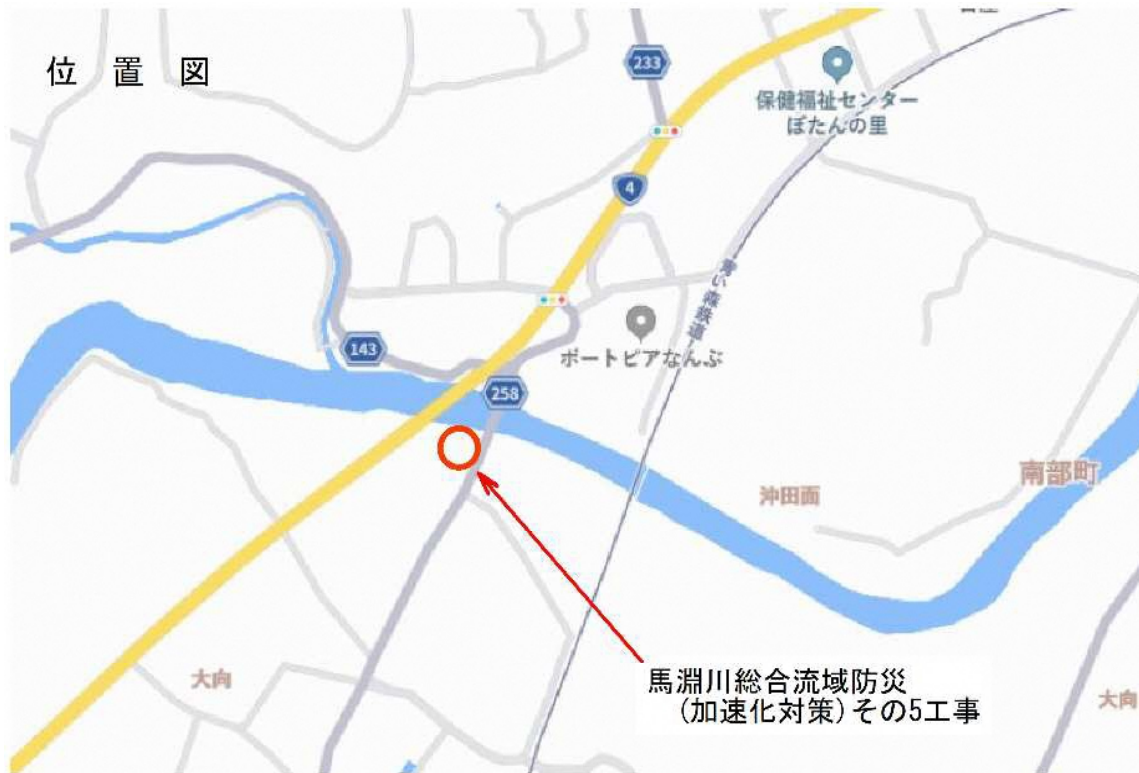 位 置 図
233
保健福祉センター
ぼたんの里
4
青い森鉄道
143
ポートピアなんぶ
258
南部町
沖田面
大向
馬淵川総合流域防災
(加速化対策)その5工事
大向